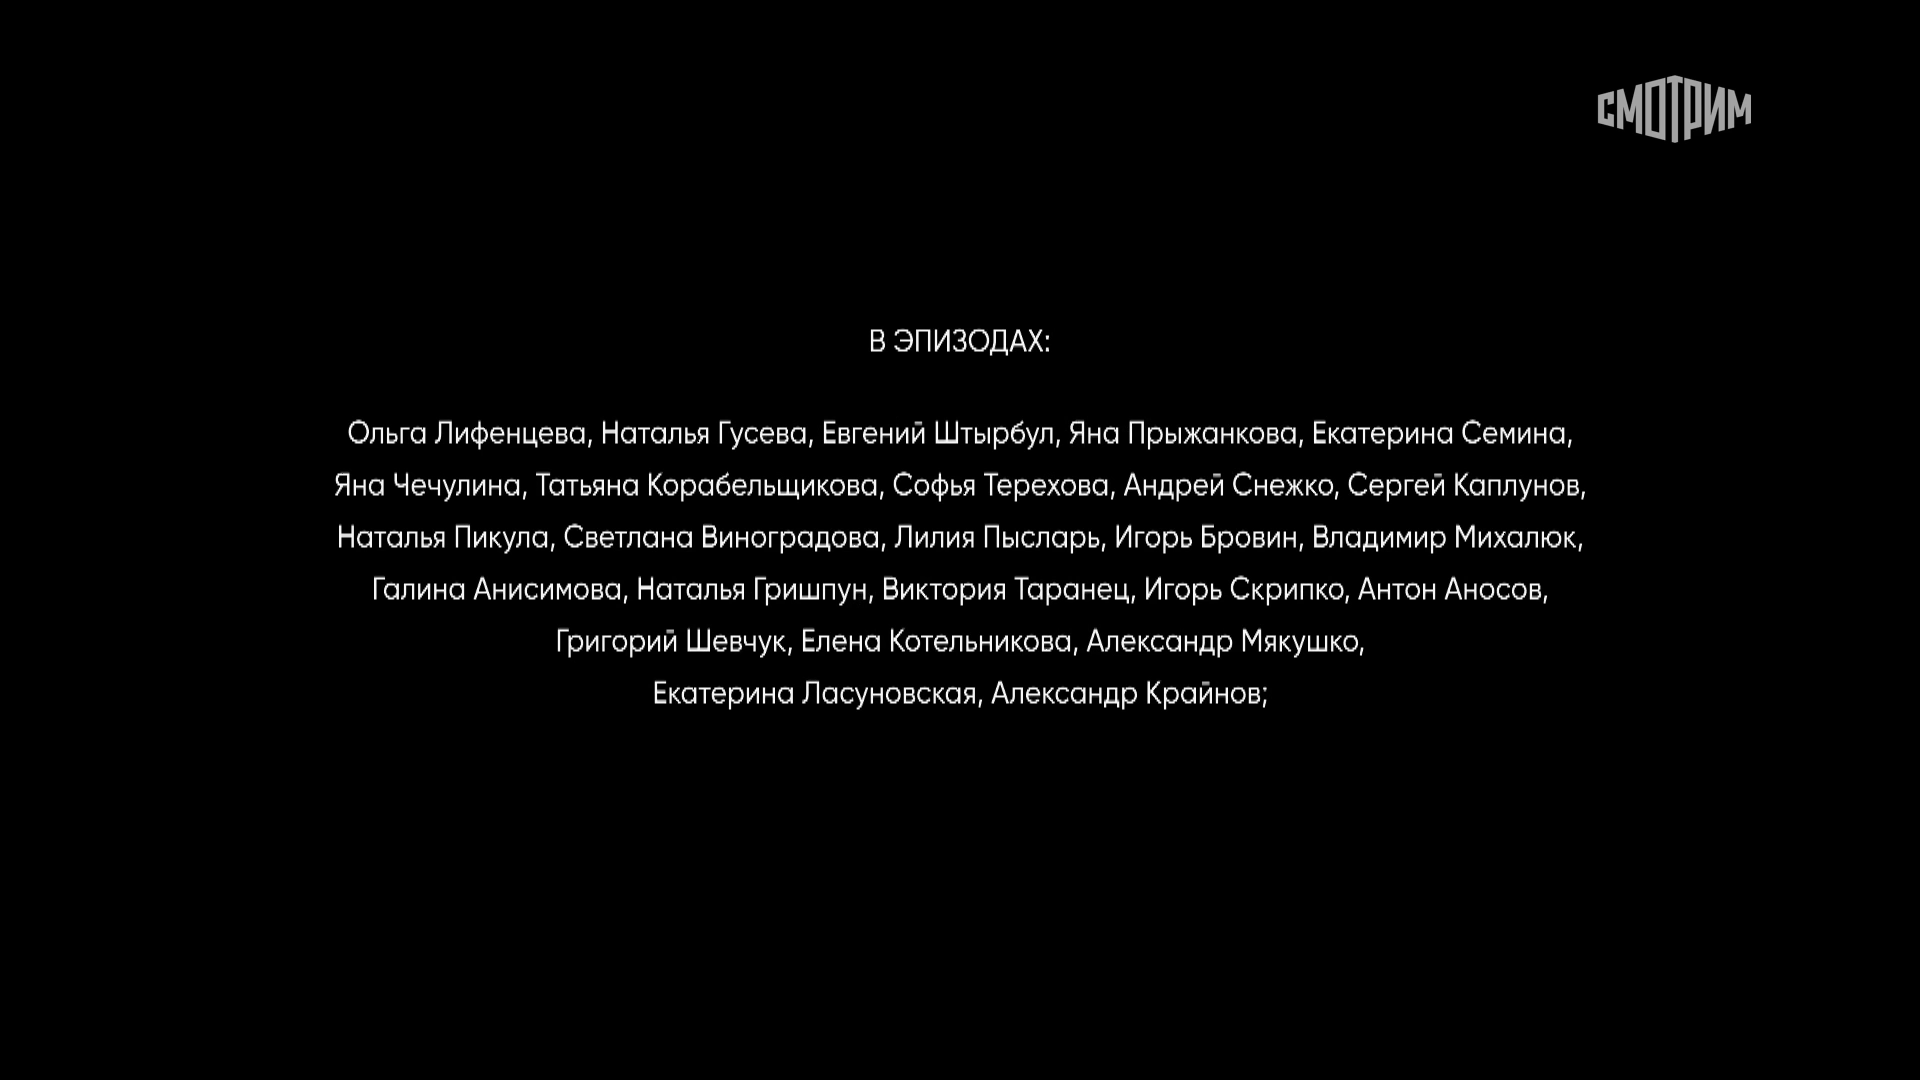 СМОТРИМ
В ЭПИЗОДАХ:
Ольга Лифенцева, Наталья Гусева, Евгений Штырбул, Яна Прыжанкова, Екатерина Семина,
Яна Чечулина, Татьяна Корабельщикова, Софья Терехова, Андрей Снежко, Сергей Каплунов,
Наталья Пикула, Светлана Виноградова, Лилия Пысларь, Игорь Бровин, Владимир Михалюк,
Галина Анисимова, Наталья Гришпун, Виктория Таранец, Игорь Скрипко, Антон Аносов,
Григорий Шевчук, Елена Котельникова, Александр Мякушко,
Екатерина Ласуновская, Александр Крайнов;